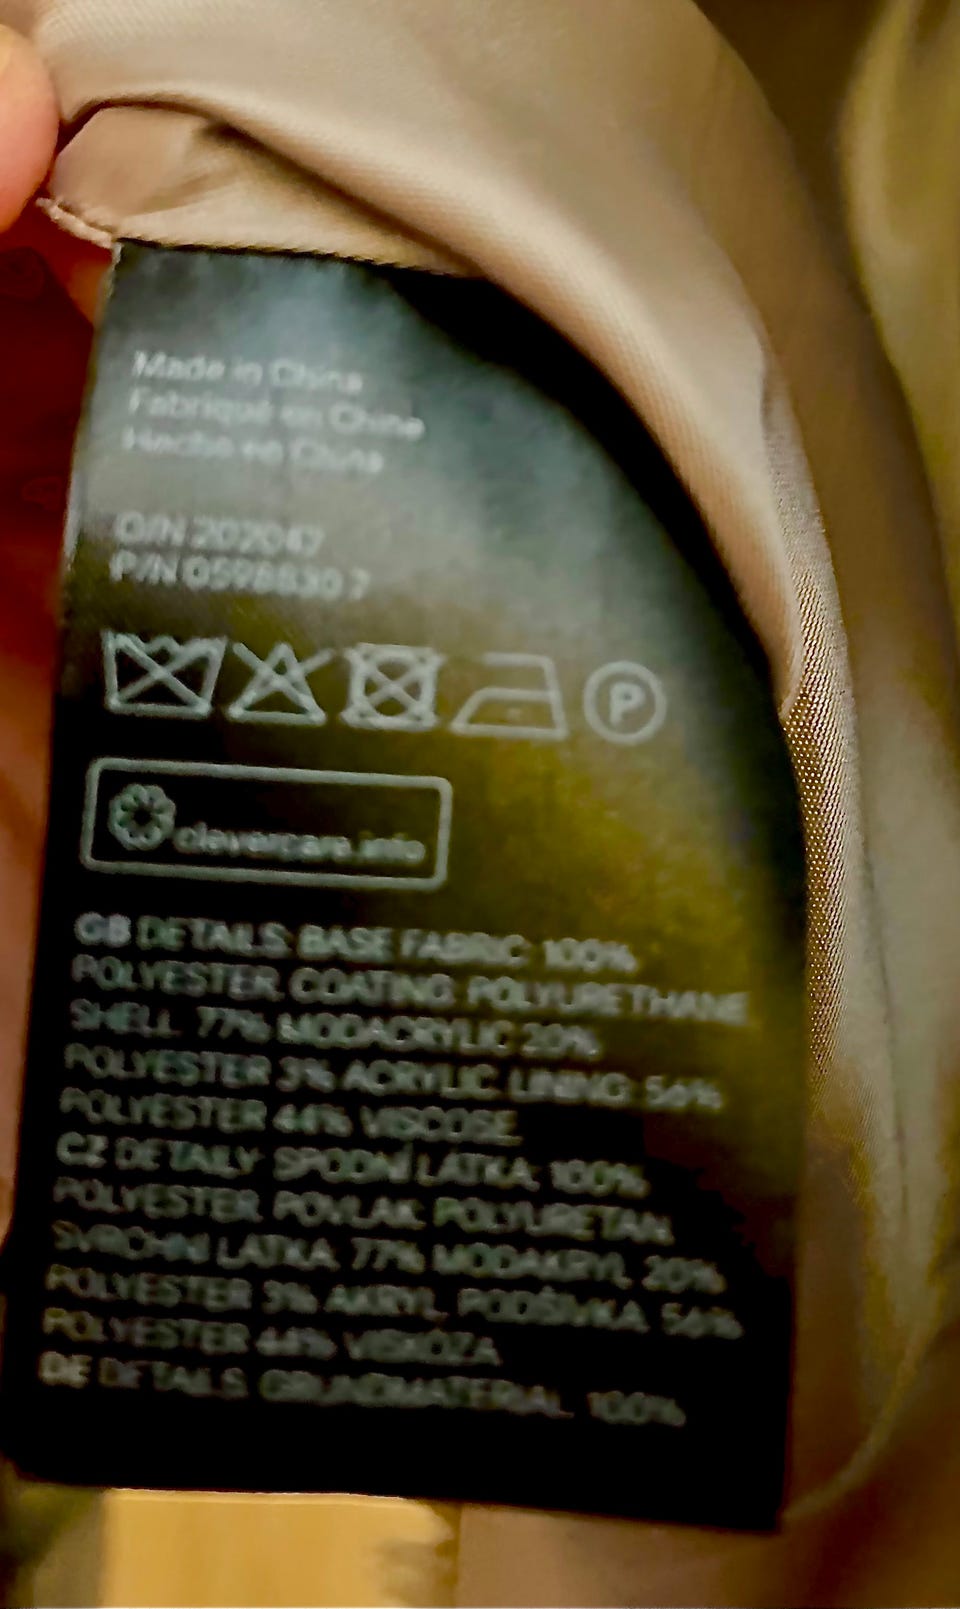 Made in China
Fabriqué en China
Hecho en China
O/N 202047
P/N 0598830.7
P
clevercare.info
GB DETAILS: BASE FABRIC: 100%
POLYESTER. COATING: POLYURETHANE
SHELL: 77% MODACRYLIC 20%
POLYESTER 3% ACRYLIC. LINING: 56%
POLYESTER 44% VISCOSE.
CZ DETAILY: SPODNÍ LÁTKA: 100%
POLYESTER. POVLAK: POLYURETAN.
SVRCHNÍ LÁTKA: 77% MODAKRYL 20%
POLYESTER 3% AKRYL. PODŠÍVKA: 56%
POLYESTER 44% VISKÓZA.
DE DETAILS: GRUNDMATERIAL: 100%